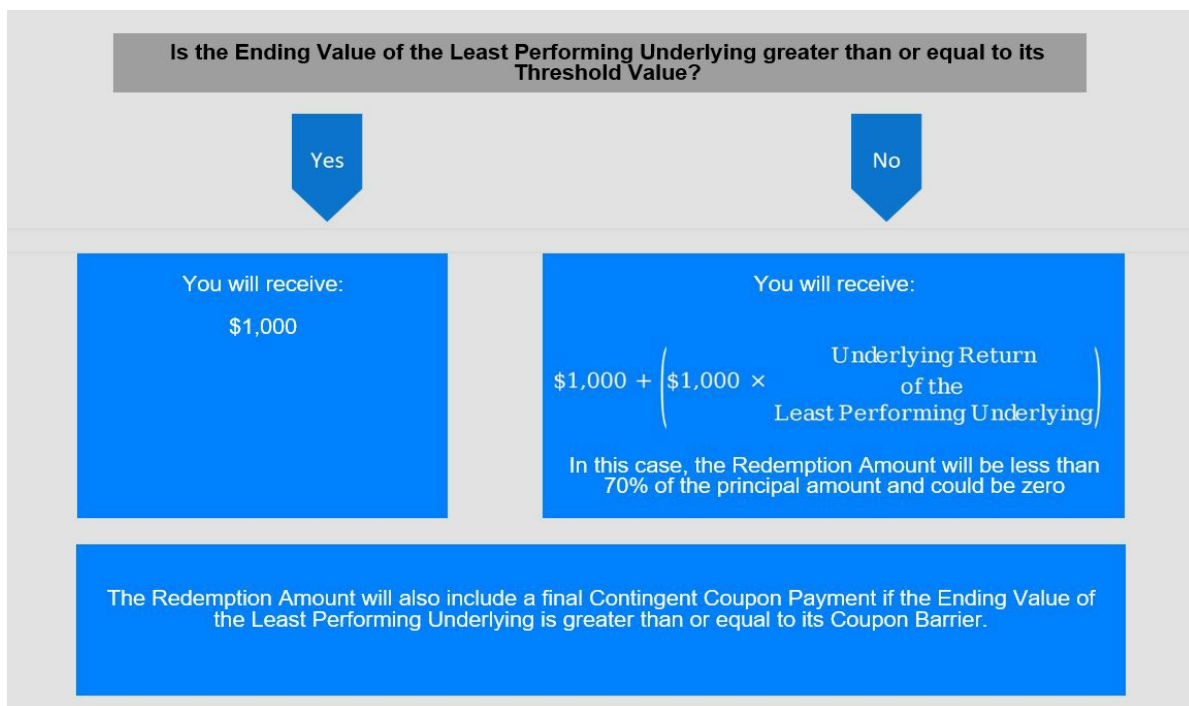 Is the Ending Value of the Least Performing Underlying greater than or equal to its
Threshold Value?
Yes
No
You will receive:
$1,000
You will receive:
$1,000 + ($1,000 × Underlying Return
of the
Least Performing Underlying)
In this case, the Redemption Amount will be less than
70% of the principal amount and could be zero
The Redemption Amount will also include a final Contingent Coupon Payment if the Ending Value of
the Least Performing Underlying is greater than or equal to its Coupon Barrier.